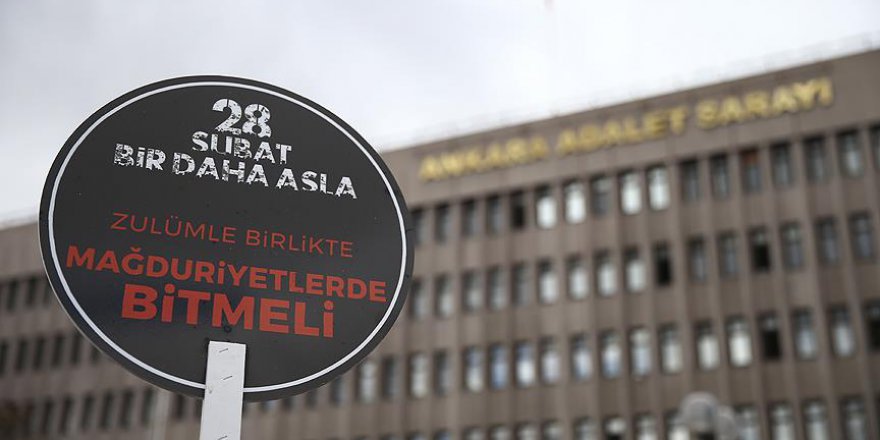 28
ŞUBAT
BİR DAHA ASLA
ZULÜMLE BİRLİKTE
MAĞDURİYETLERDE
BİTMELİ
ANKARA ADALET SARAYI